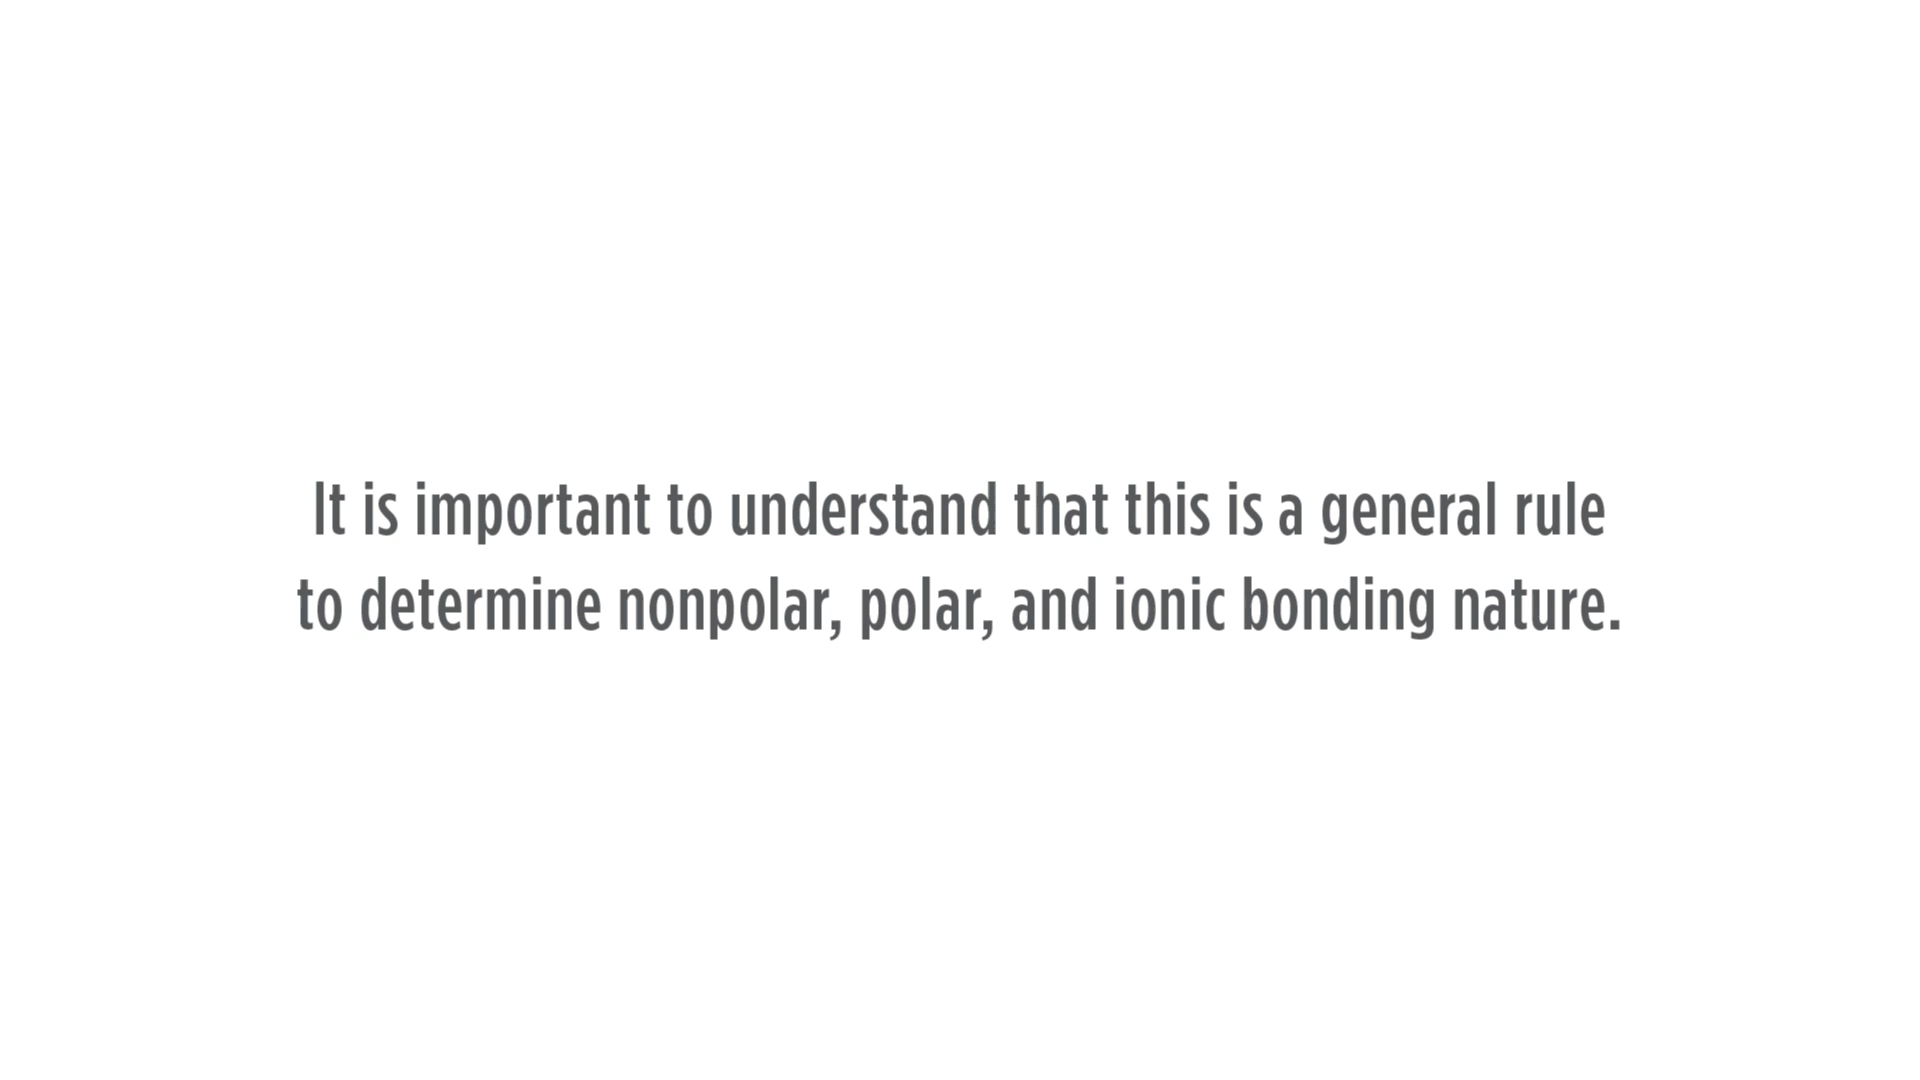 It is important to understand that this is a general rule
to determine nonpolar, polar, and ionic bonding nature.